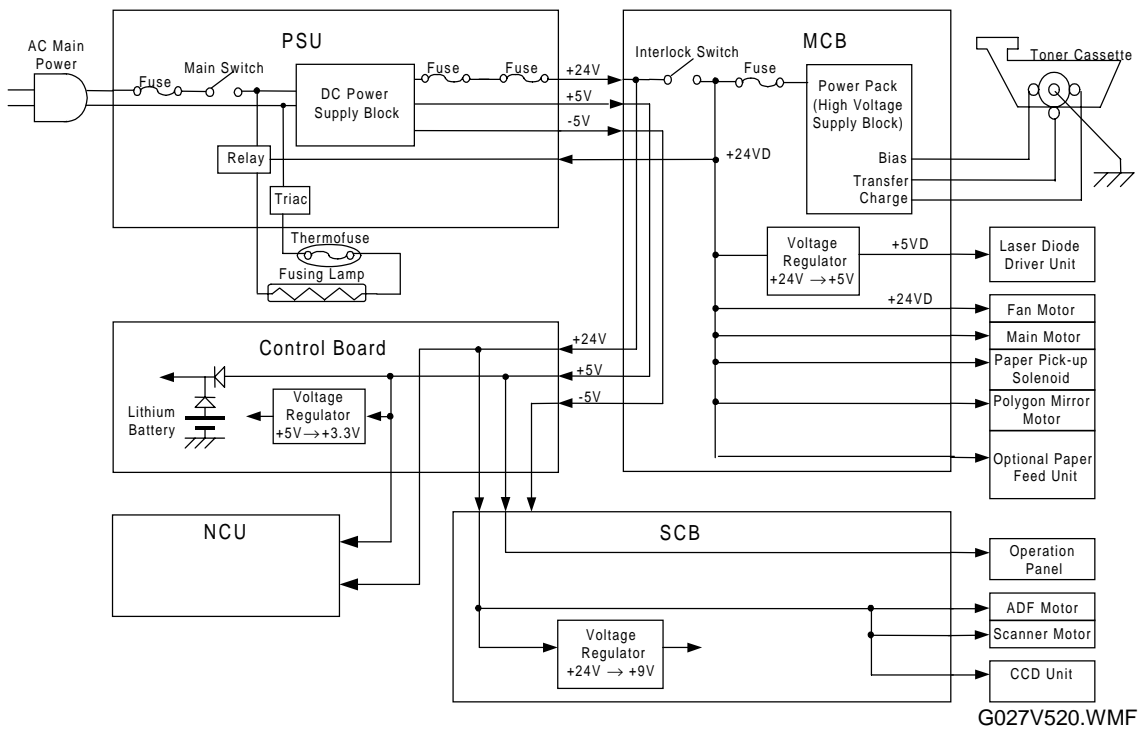 PSU
AC Main
Power
Fuse
Main Switch
DC Power
Supply Block
Fuse
Fuse
+24V
+5V
-5V
Relay
Triac
Thermofuse
Fusing Lamp
MCB
Interlock Switch
Fuse
Power Pack
(High Voltage
Supply Block)
Bias
Transfer
Charge
+24VD
Toner Cassette
Voltage
Regulator
+24V →+5V
+5VD
Laser Diode
Driver Unit
+24VD
Fan Motor
Main Motor
Paper Pick-up
Solenoid
Polygon Mirror
Motor
Optional Paper
Feed Unit
Control Board
+24V
+5V
-5V
Lithium
Battery
Voltage
Regulator
+5V→+3.3V
NCU
SCB
Operation
Panel
ADF Motor
Scanner Motor
CCD Unit
Voltage
Regulator
+24V → +9V
G027V520.WMF